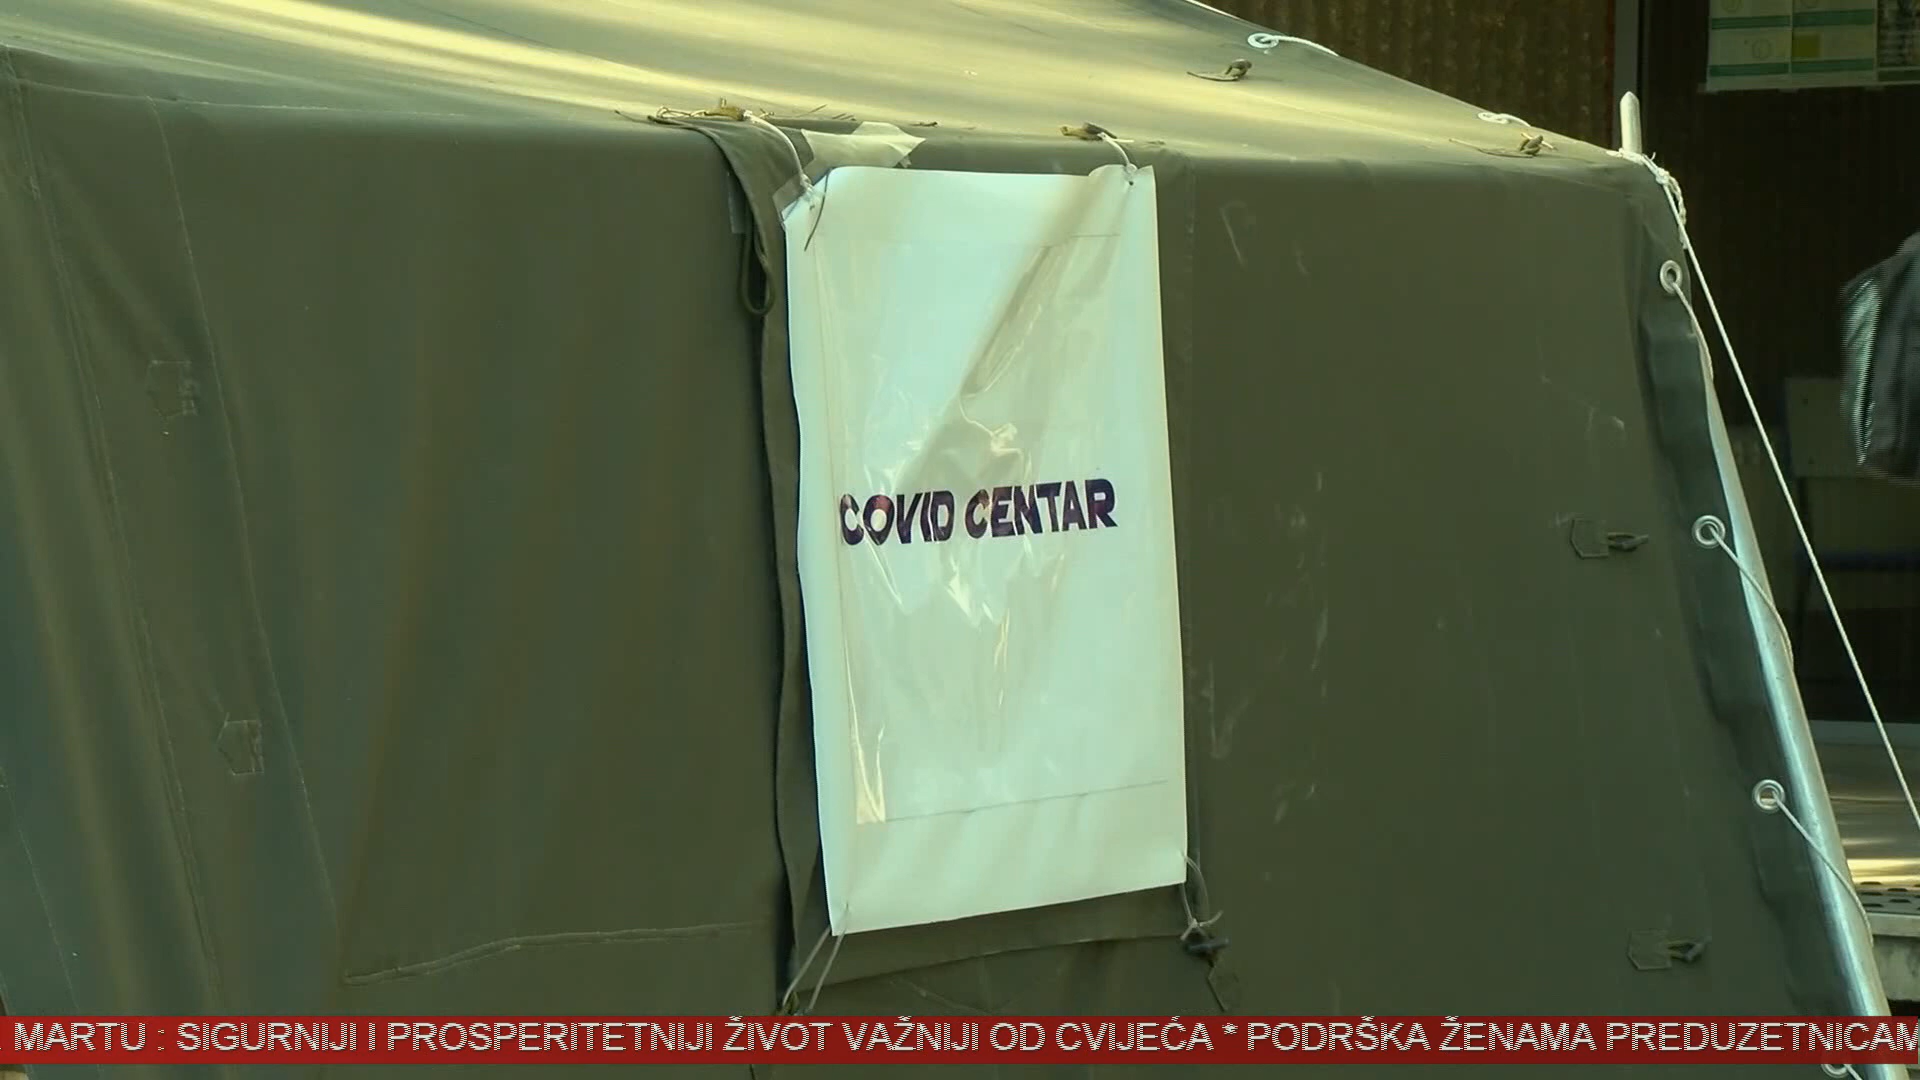 COVID CENTAR
. MARTU : SIGURNIJI I PROSPERITETNIJI ŽIVOT VAŽNIJI OD CVIJEĆA * PODRŠKA ŽENAMA PREDUZETNICAM